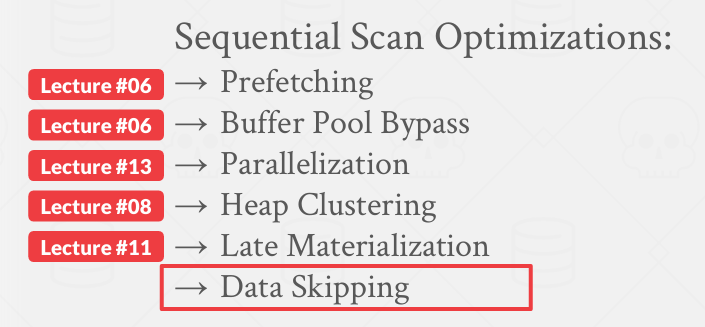 Sequential Scan Optimizations:
Lecture #06 → Prefetching
Lecture #06 → Buffer Pool Bypass
Lecture #13 → Parallelization
Lecture #08 → Heap Clustering
Lecture #11 → Late Materialization
→ Data Skipping